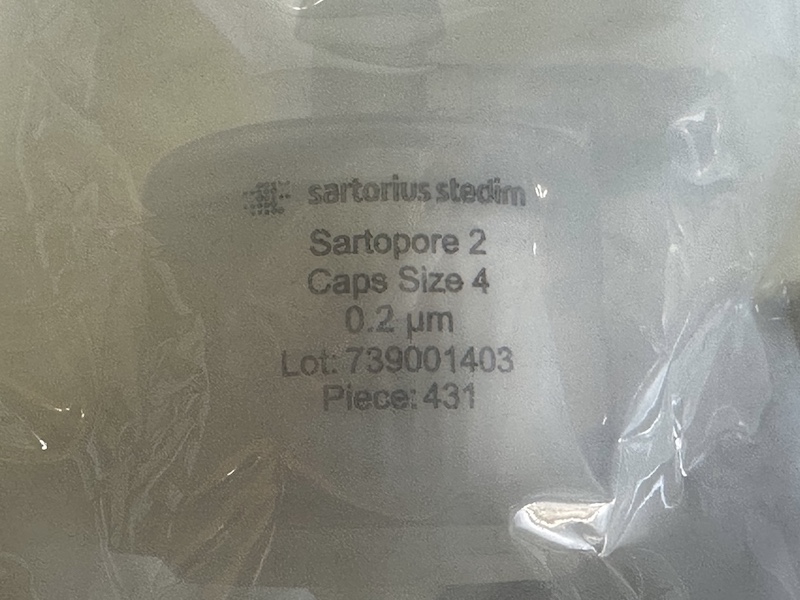 sartorius stedim
Sartopore 2
Caps Size 4
0.2 µm
Lot: 739001403
Piece: 431